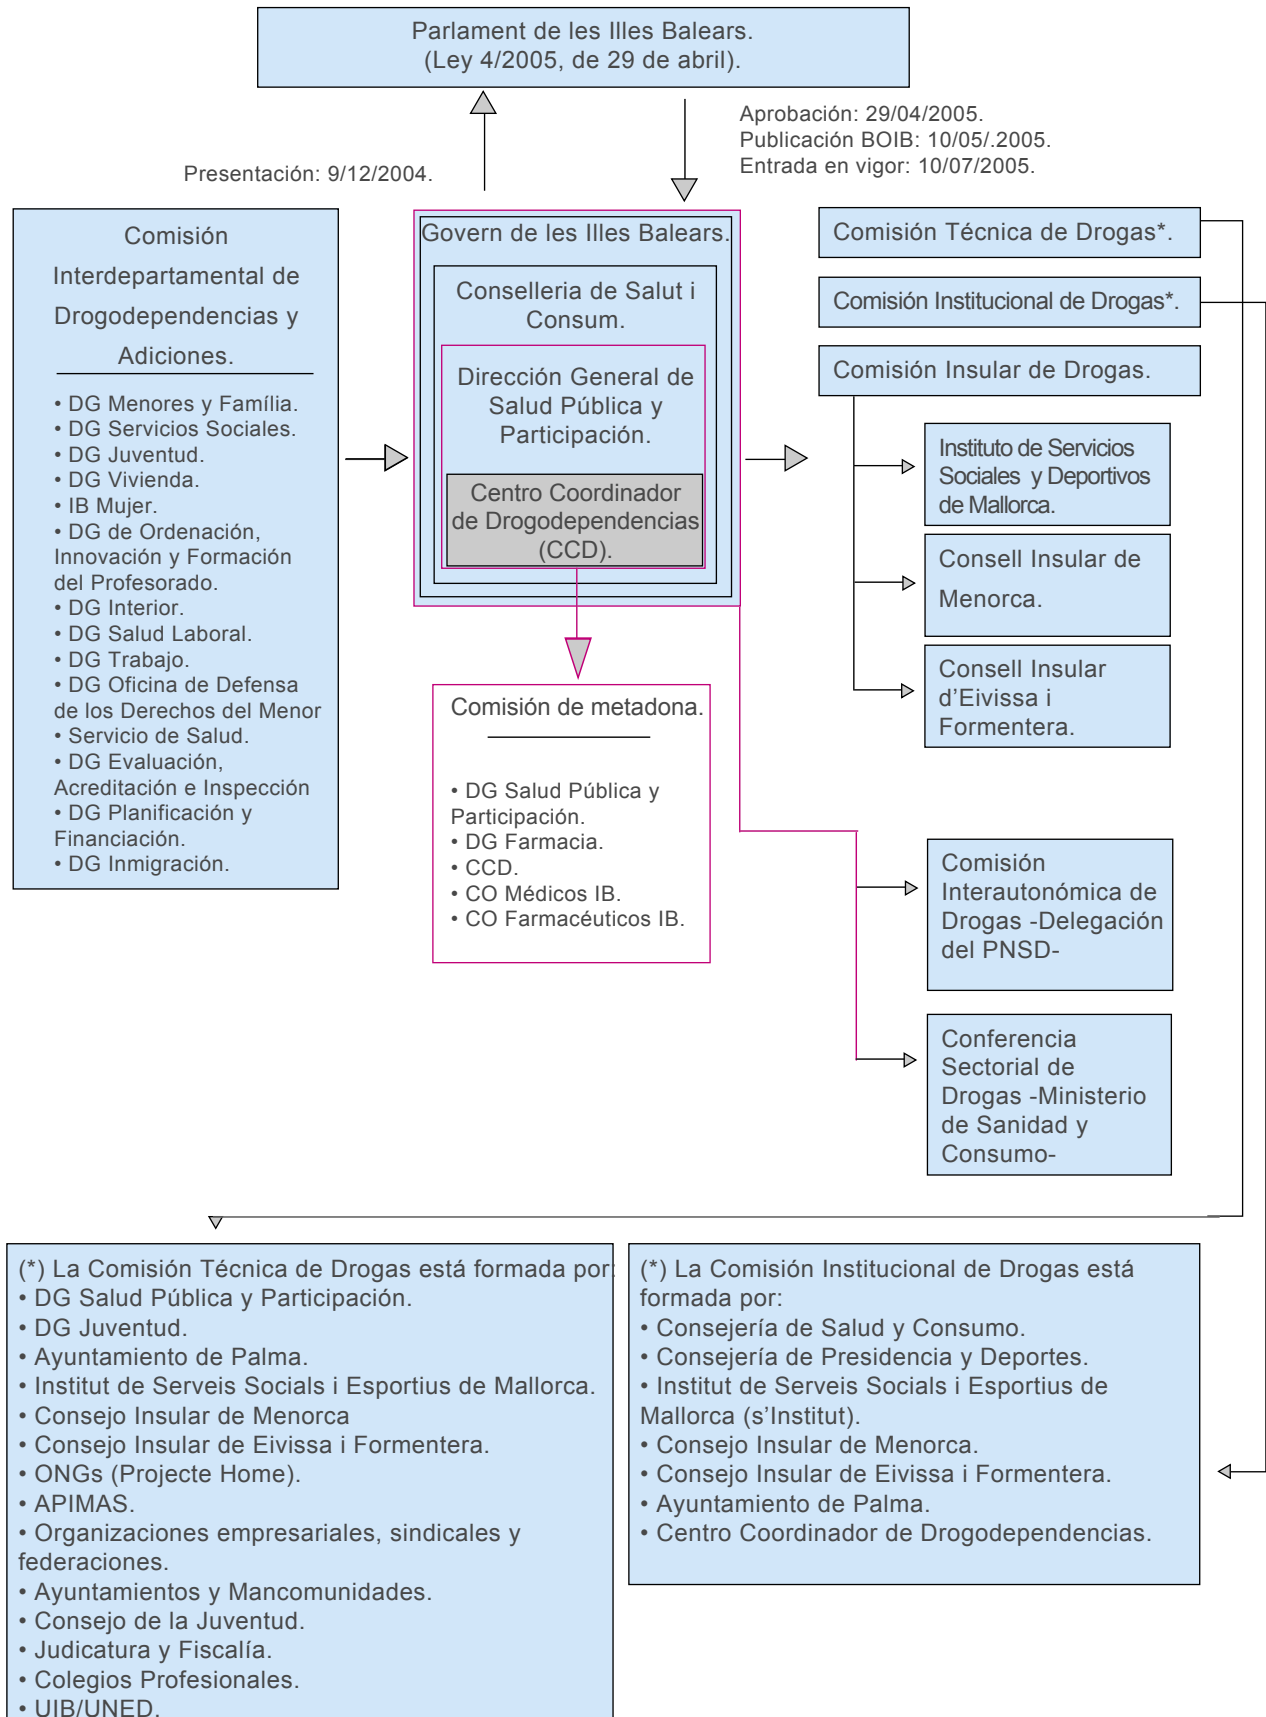 Parlament de les Illes Balears.
(Ley 4/2005, de 29 de abril).
Aprobación: 29/04/2005.
Publicación BOIB: 10/05/.2005.
Entrada en vigor: 10/07/2005.
Presentación: 9/12/2004.
Comisión
Interdepartamental de
Drogodependencias y
Adiciones.
• DG Menores y Família.
• DG Servicios Sociales.
• DG Juventud.
• DG Vivienda.
• IB Mujer.
• DG de Ordenación,
Innovación y Formación
del Profesorado.
• DG Interior.
• DG Salud Laboral.
• DG Trabajo.
• DG Oficina de Defensa
de los Derechos del Menor
• Servicio de Salud.
• DG Evaluación,
Acreditación e Inspección
• DG Planificación y
Financiación.
• DG Inmigración.
Govern de les Illes Balears.
Conselleria de Salut i
Consum.
Dirección General de
Salud Pública y
Participación.
Centro Coordinador
de Drogodependencias
(CCD).
Comisión de metadona.
• DG Salud Pública y
Participación.
• DG Farmacia.
• CCD.
• CO Médicos IB.
• CO Farmacéuticos IB.
Comisión Técnica de Drogas*.
Comisión Institucional de Drogas*.
Comisión Insular de Drogas.
Instituto de Servicios
Sociales y Deportivos
de Mallorca.
Consell Insular de
Menorca.
Consell Insular
d'Eivissa i
Formentera.
Comisión
Interautonómica de
Drogas -Delegación
del PNSD-
Conferencia
Sectorial de
Drogas -Ministerio
de Sanidad y
Consumo-
(*) La Comisión Técnica de Drogas está formada por:
• DG Salud Pública y Participación.
• DG Juventud.
• Ayuntamiento de Palma.
• Institut de Serveis Socials i Esportius de Mallorca.
• Consejo Insular de Menorca
• Consejo Insular de Eivissa i Formentera.
• ONGs (Projecte Home).
• APIMAS.
• Organizaciones empresariales, sindicales y
federaciones.
• Ayuntamientos y Mancomunidades.
• Consejo de la Juventud.
• Judicatura y Fiscalía.
• Colegios Profesionales.
• UIB/UNED.
(*) La Comisión Institucional de Drogas está
formada por:
• Consejería de Salud y Consumo.
• Consejería de Presidencia y Deportes.
• Institut de Serveis Socials i Esportius de
Mallorca (s'Institut).
• Consejo Insular de Menorca.
• Consejo Insular de Eivissa i Formentera.
• Ayuntamiento de Palma.
• Centro Coordinador de Drogodependencias.